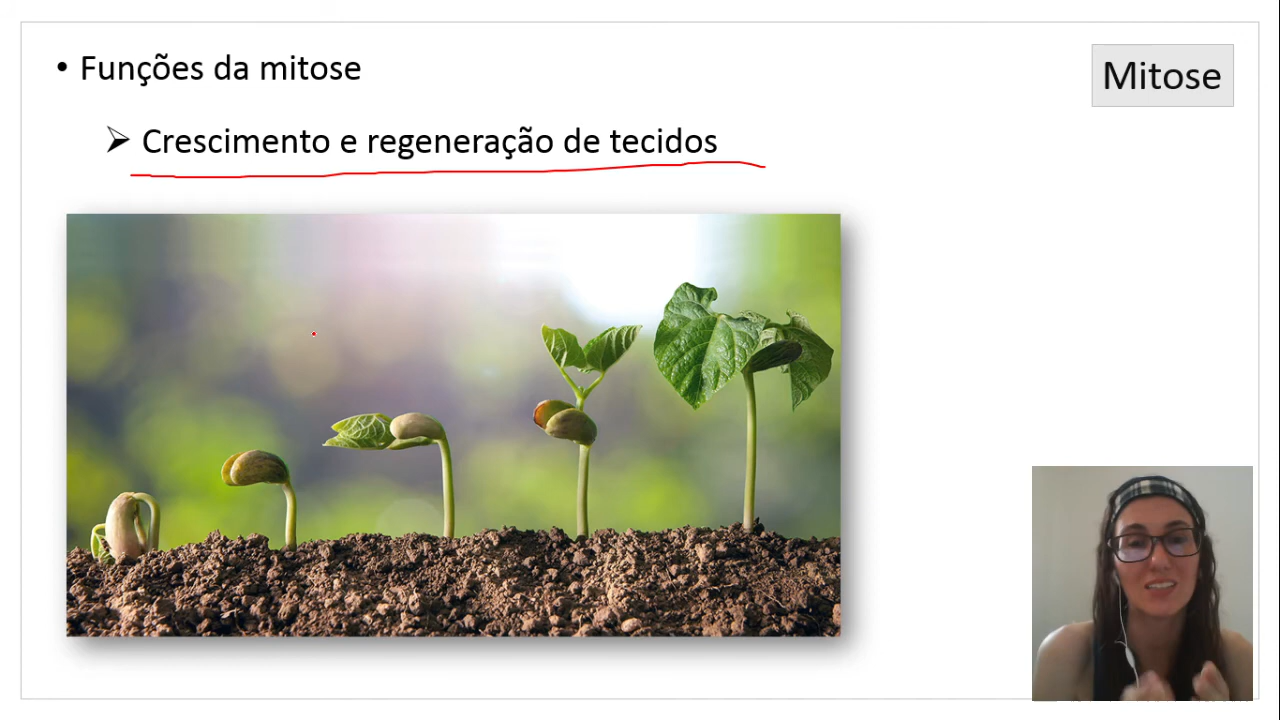 • Funções da mitose
Mitose
➢ Crescimento e regeneração de tecidos